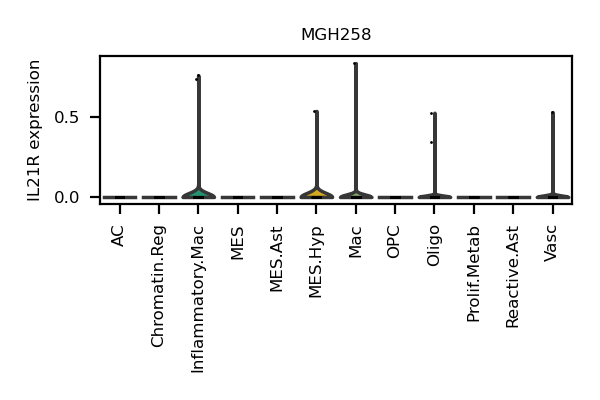 MGH258
IL21R expression
0.5
0.0
AC
Chromatin.Reg
Inflammatory.Mac
MES
MES.Ast
MES.Hyp
Mac
OPC
Oligo
Prolif.Metab
Reactive.Ast
Vasc